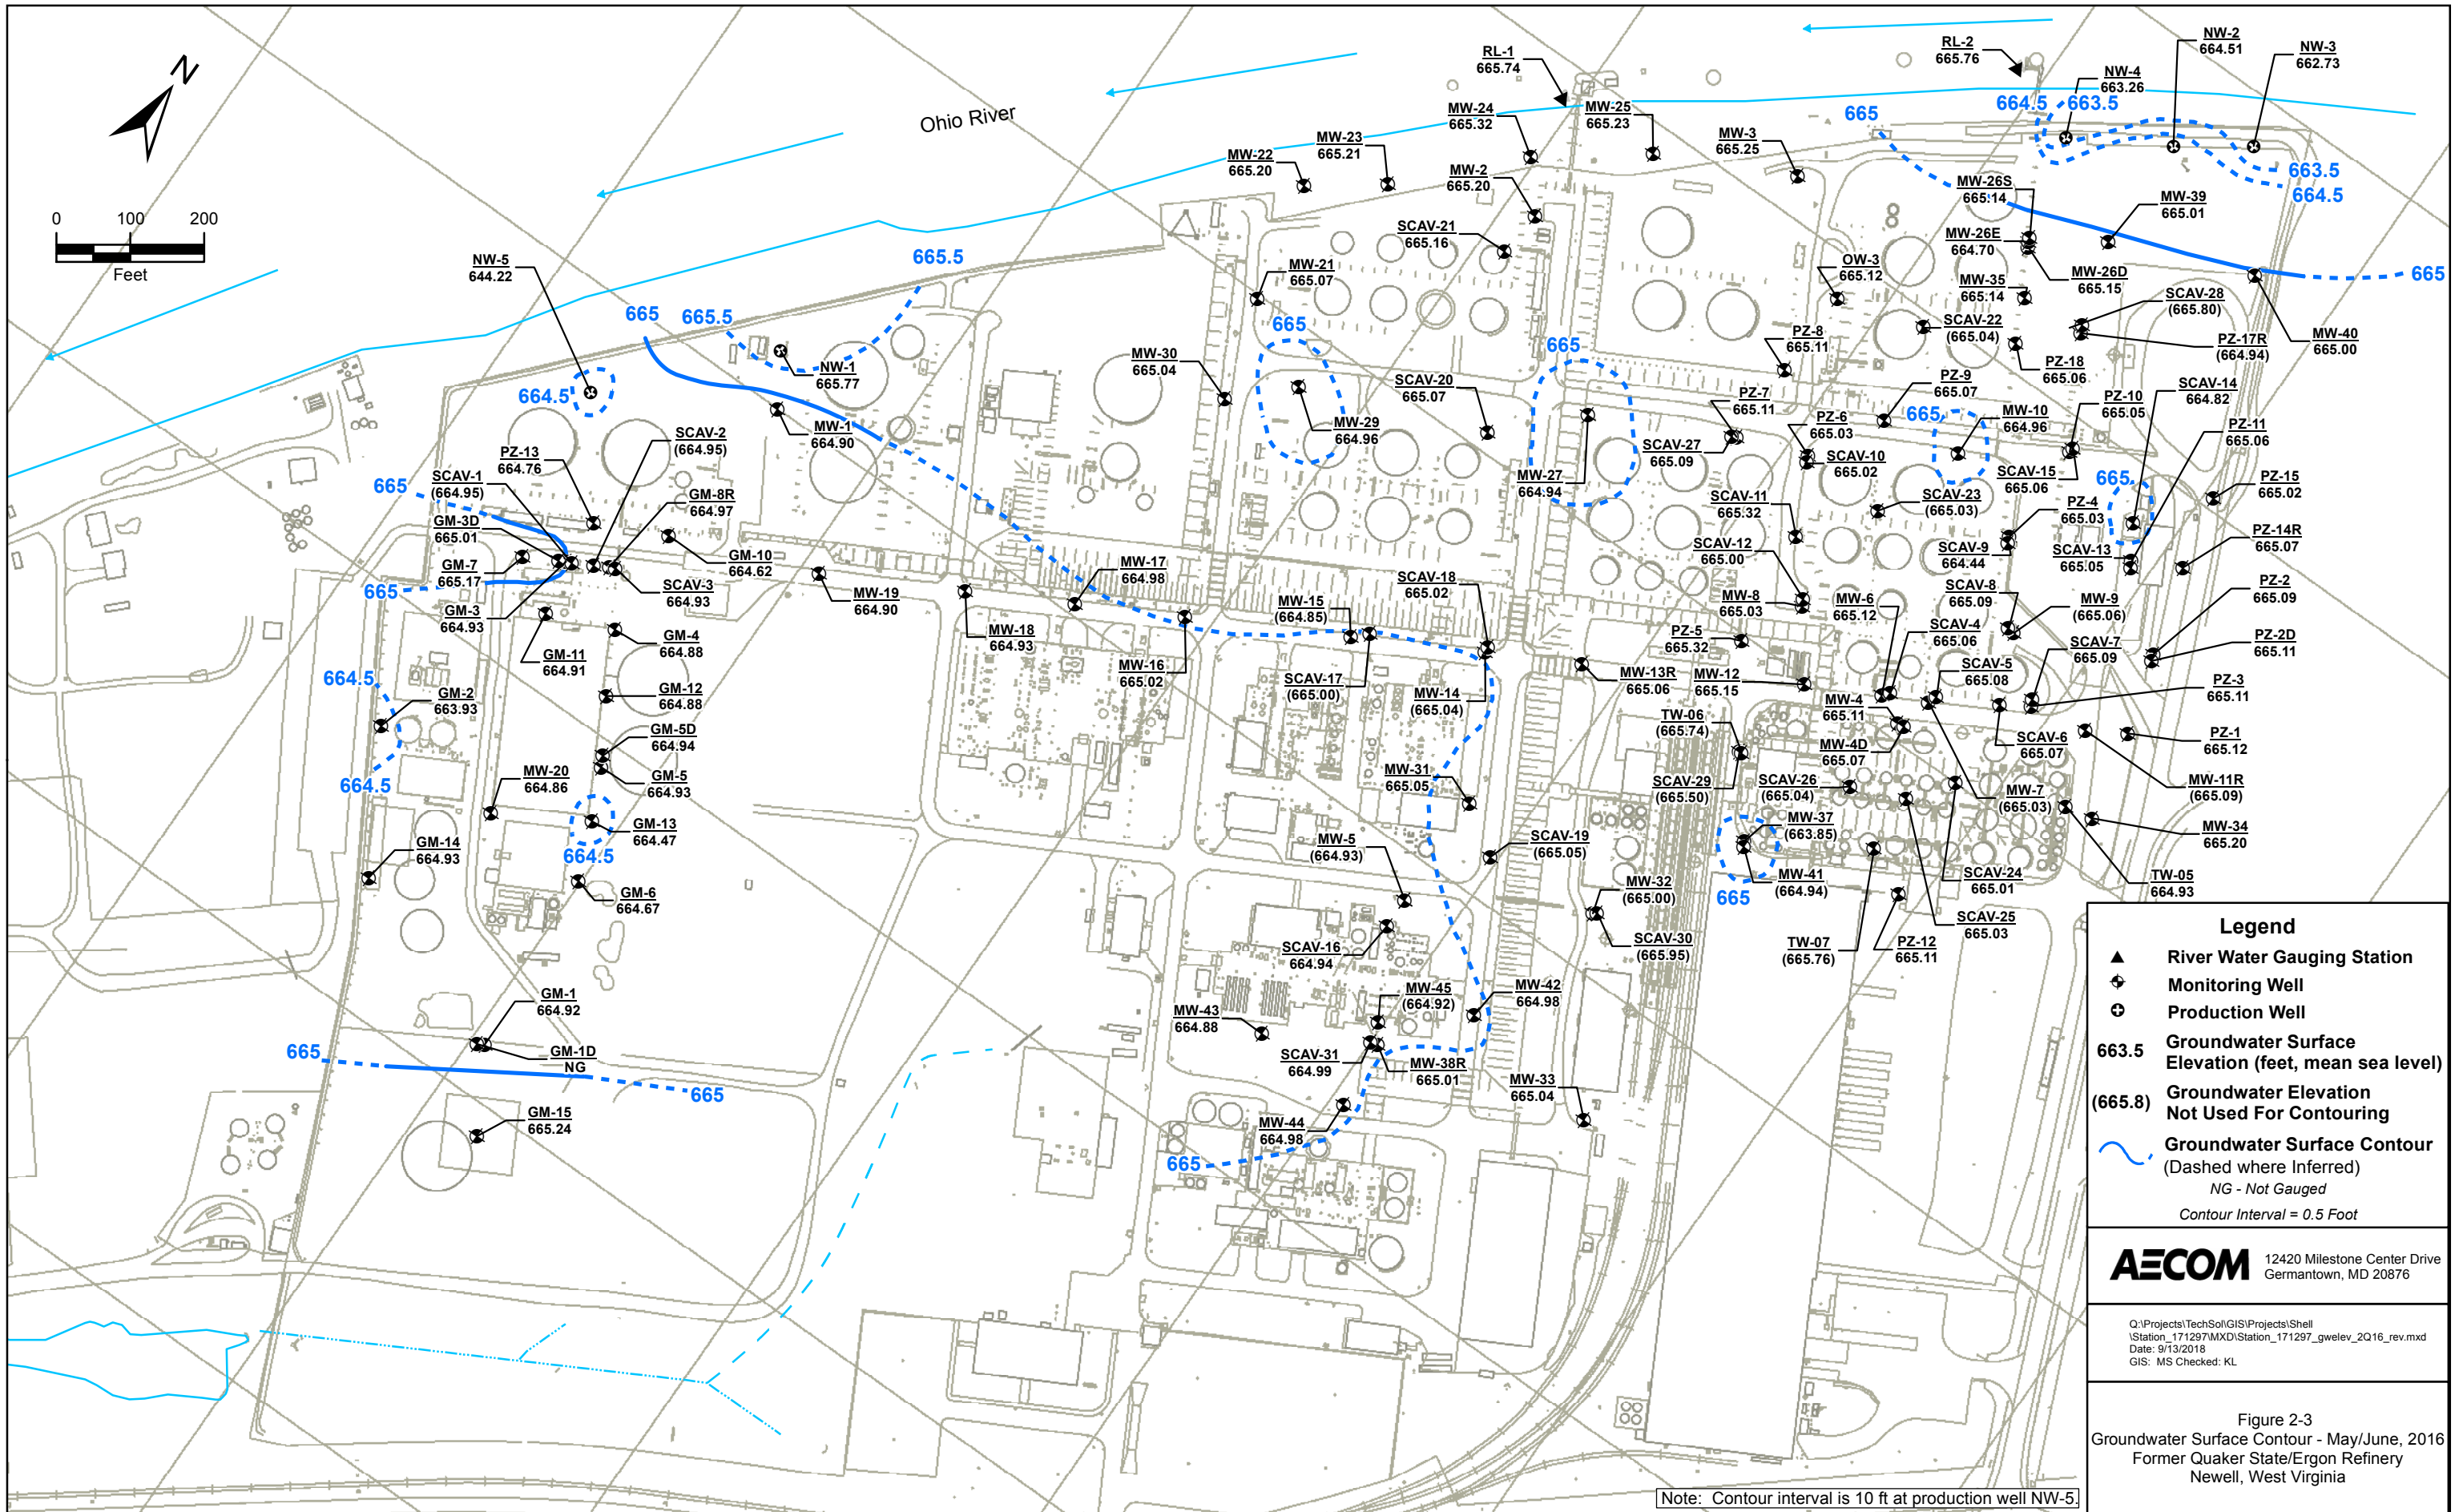 N
0 100 200
Feet
Ohio River
RL-1
665.74
RL-2
665.76
NW-2
664.51
NW-3
662.73
NW-4
663.26
664.5
663.5
665
MW-24
665.32
MW-25
665.23
MW-3
665.25
MW-23
665.21
MW-22
665.20
MW-2
665.20
663.5
664.5
MW-26S
665.14
MW-39
665.01
SCAV-21
665.16
MW-26E
664.70
OW-3
665.12
MW-26D
665.15
665
NW-5
644.22
665.5
MW-21
665.07
MW-35
665.14
SCAV-28
(665.80)
665
665.5
665
SCAV-22
(665.04)
PZ-8
665.11
PZ-17R
(664.94)
MW-40
665.00
MW-30
665.04
665
NW-1
665.77
PZ-18
665.06
SCAV-20
665.07
PZ-9
665.07
PZ-10
665.05
SCAV-14
664.82
664.5
PZ-7
665.11
PZ-6
665.03
665
MW-10
664.96
PZ-11
665.06
MW-1
664.90
MW-29
664.96
SCAV-2
(664.95)
PZ-13
664.76
SCAV-27
665.09
SCAV-10
665.02
SCAV-15
665.06
665
PZ-15
665.02
SCAV-1
(664.95)
665
MW-27
664.94
GM-8R
664.97
SCAV-11
665.32
SCAV-23
(665.03)
PZ-4
665.03
GM-3D
665.01
PZ-14R
665.07
GM-10
664.62
SCAV-12
665.00
SCAV-9
664.44
SCAV-13
665.05
GM-7
665.17
MW-17
664.98
SCAV-18
665.02
PZ-2
665.09
SCAV-3
664.93
MW-19
664.90
665
SCAV-8
665.09
MW-8
665.03
MW-6
665.12
MW-9
(665.06)
MW-15
(664.85)
GM-3
664.93
SCAV-4
665.06
GM-4
664.88
MW-18
664.93
PZ-5
665.32
SCAV-7
665.09
PZ-2D
665.11
GM-11
664.91
MW-16
665.02
SCAV-17
(665.00)
MW-14
(665.04)
MW-13R
665.06
MW-12
665.15
SCAV-5
665.08
664.5
GM-2
663.93
GM-12
664.88
PZ-3
665.11
MW-4
665.11
TW-06
(665.74)
GM-5D
664.94
MW-4D
665.07
SCAV-6
665.07
PZ-1
665.12
664.5
MW-20
664.86
GM-5
664.93
MW-31
665.05
SCAV-29
(665.50)
SCAV-26
(665.04)
MW-7
(665.03)
MW-11R
(665.09)
GM-13
664.47
MW-37
(663.85)
MW-34
665.20
664.5
GM-14
664.93
MW-5
(664.93)
SCAV-19
(665.05)
GM-6
664.67
MW-32
(665.00)
665
MW-41
(664.94)
SCAV-24
665.01
TW-05
664.93
SCAV-16
664.94
SCAV-30
(665.95)
TW-07
(665.76)
PZ-12
665.11
SCAV-25
665.03
GM-1
664.92
MW-45
(664.92)
MW-42
664.98
MW-43
664.88
665
GM-1D
NG
SCAV-31
664.99
MW-38R
665.01
665
MW-33
665.04
GM-15
665.24
MW-44
664.98
665
Legend
River Water Gauging Station
Monitoring Well
Production Well
663.5 Groundwater Surface
Elevation (feet, mean sea level)
(665.8) Groundwater Elevation
Not Used For Contouring
Groundwater Surface Contour
(Dashed where Inferred)
NG - Not Gauged
Contour Interval = 0.5 Foot
AECOM
12420 Milestone Center Drive
Germantown, MD 20876
Q:\Projects\TechSol\GIS\Projects\Shell
\Station_171297\MXD\Station_171297_gwelev_2Q16_rev.mxd
Date: 9/13/2018
GIS: MS Checked: KL
Figure 2-3
Groundwater Surface Contour - May/June, 2016
Former Quaker State/Ergon Refinery
Newell, West Virginia
Note: Contour interval is 10 ft at production well NW-5.